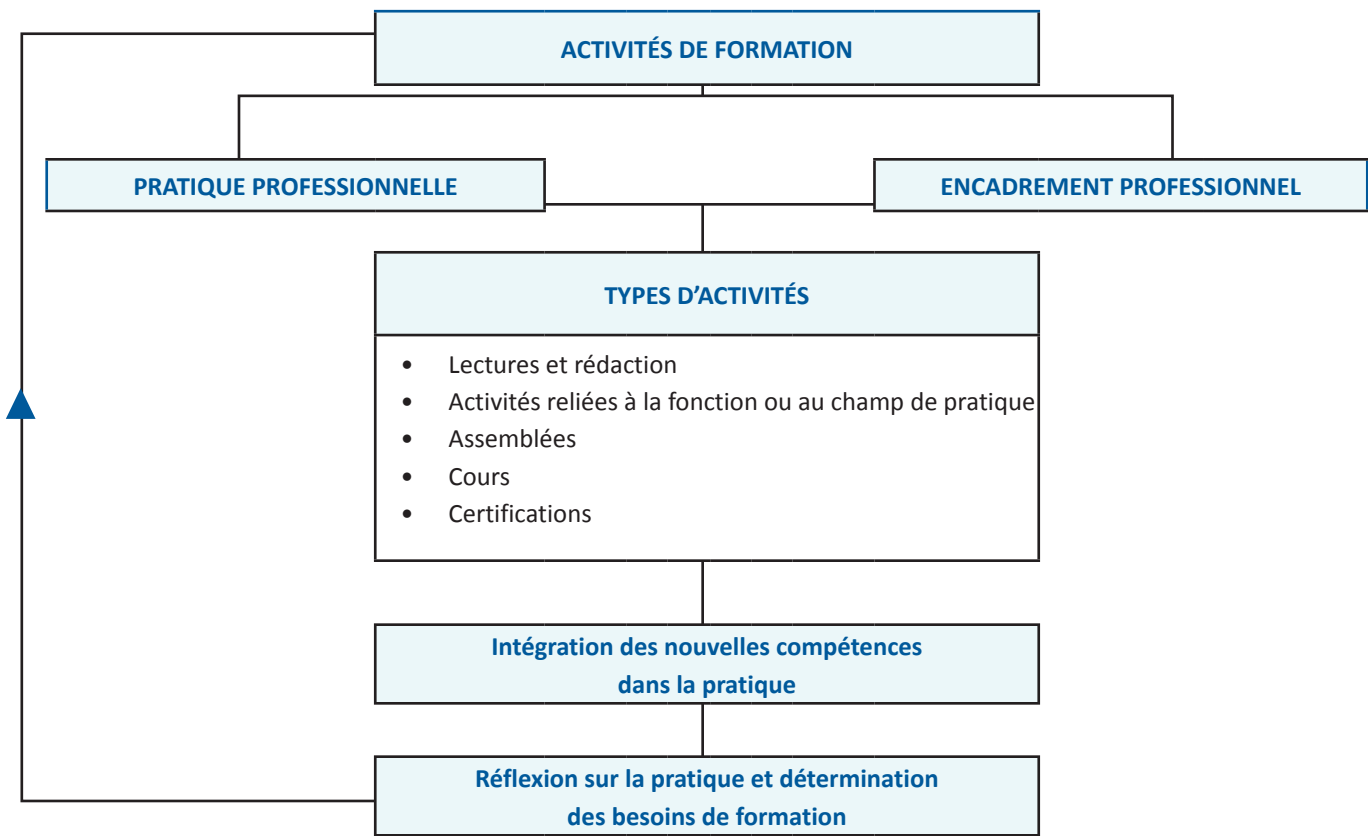 ACTIVITÉS DE FORMATION
PRATIQUE PROFESSIONNELLE
ENCADREMENT PROFESSIONNEL
TYPES D’ACTIVITÉS
• Lectures et rédaction
• Activités reliées à la fonction ou au champ de pratique
• Assemblées
• Cours
• Certifications
Intégration des nouvelles compétences
dans la pratique
Réflexion sur la pratique et détermination
des besoins de formation